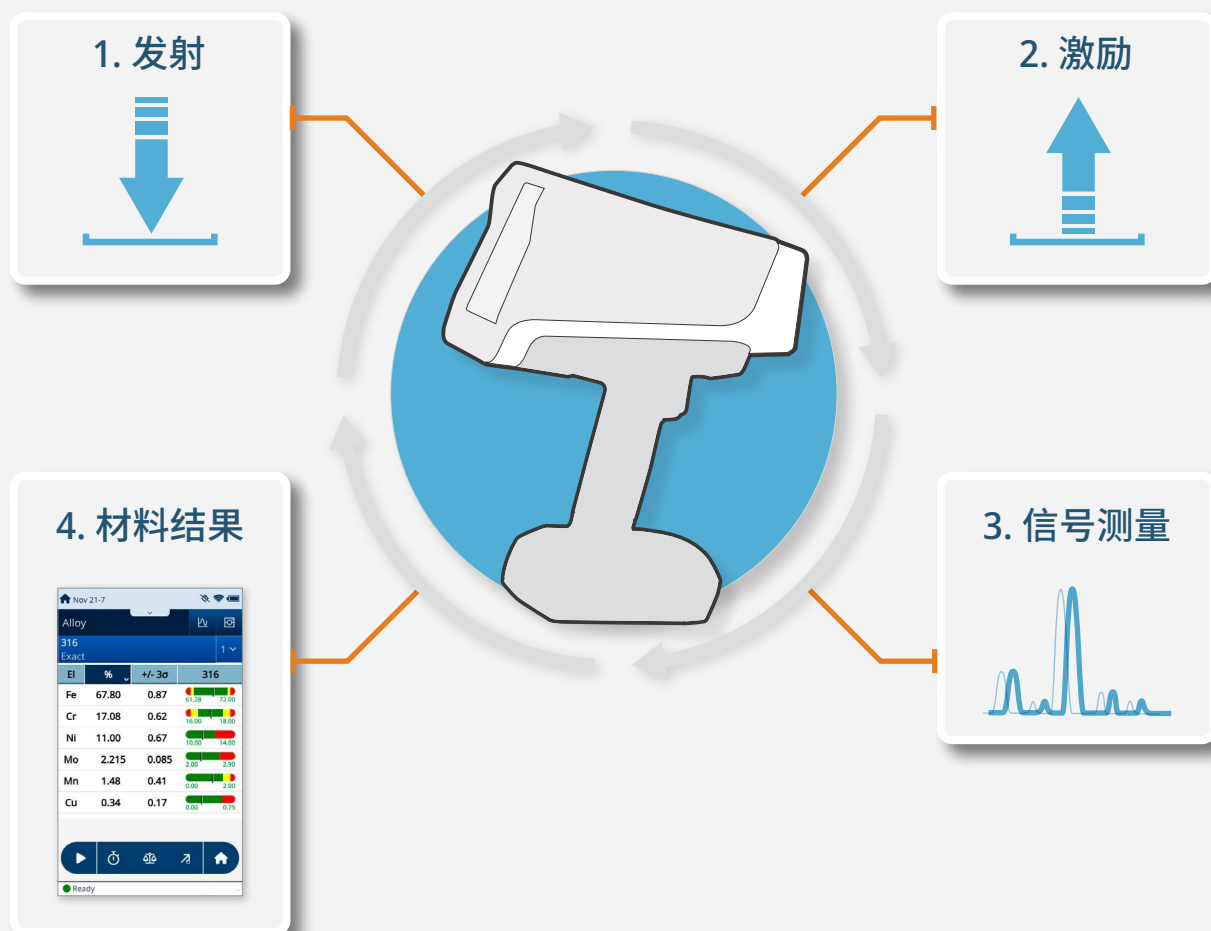 1. 发射
2. 激励
4. 材料结果
Nov 21-7
Alloy
316
Exact
1
El % +/- 3σ 316
Fe 67.80 0.87 61.28 72.00
Cr 17.08 0.62 16.00 18.00
Ni 11.00 0.67 10.00 14.00
Mo 2.215 0.085 2.00
Mn 1.48 0.41 0.00 2.00
Cu 0.34 0.17 0.00 0.75
Ready
3. 信号测量